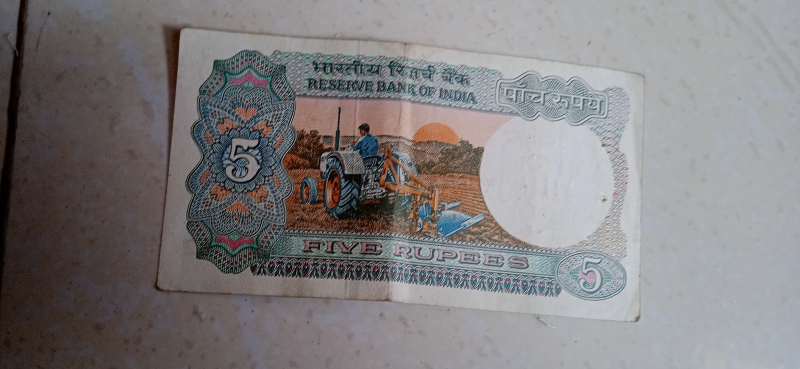 भारतीय रिज़र्व बैंक
RESERVE BANK OF INDIA
पाँच रुपये
5
FIVE RUPEES
5